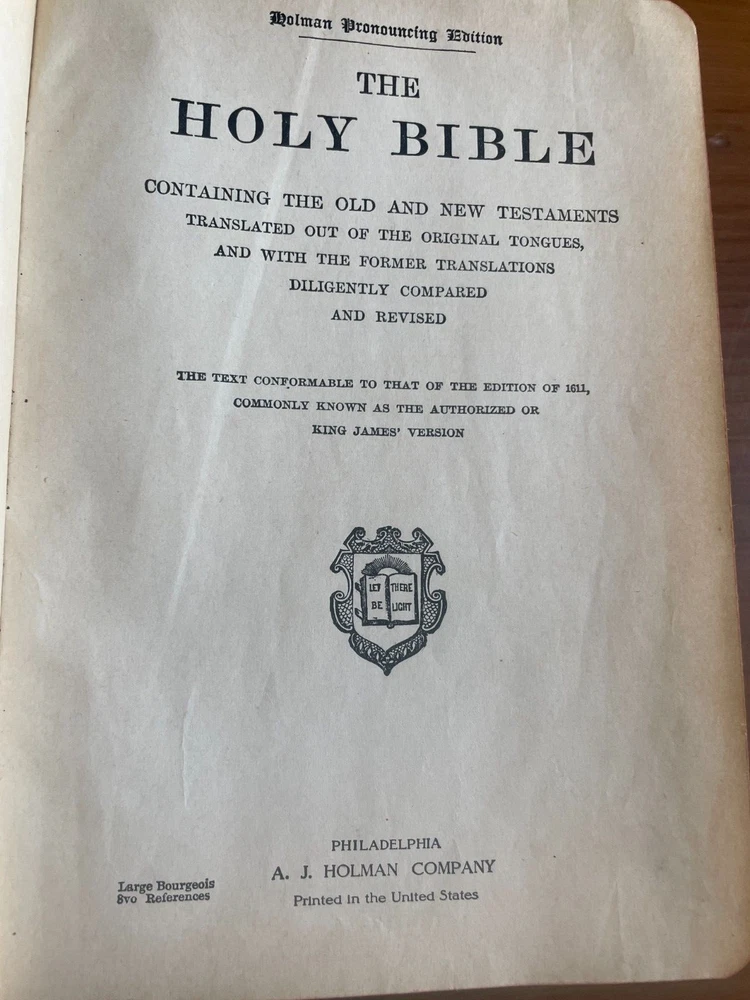 Holman Pronouncing Edition
THE
HOLY BIBLE
CONTAINING THE OLD AND NEW TESTAMENTS
TRANSLATED OUT OF THE ORIGINAL TONGUES,
AND WITH THE FORMER TRANSLATIONS
DILIGENTLY COMPARED
AND REVISED
THE TEXT CONFORMABLE TO THAT OF THE EDITION OF 1611,
COMMONLY KNOWN AS THE AUTHORIZED OR
KING JAMES' VERSION
LET THERE
BE LIGHT
PHILADELPHIA
A. J. HOLMAN COMPANY
Printed in the United States
Large Bourgeois
8vo References